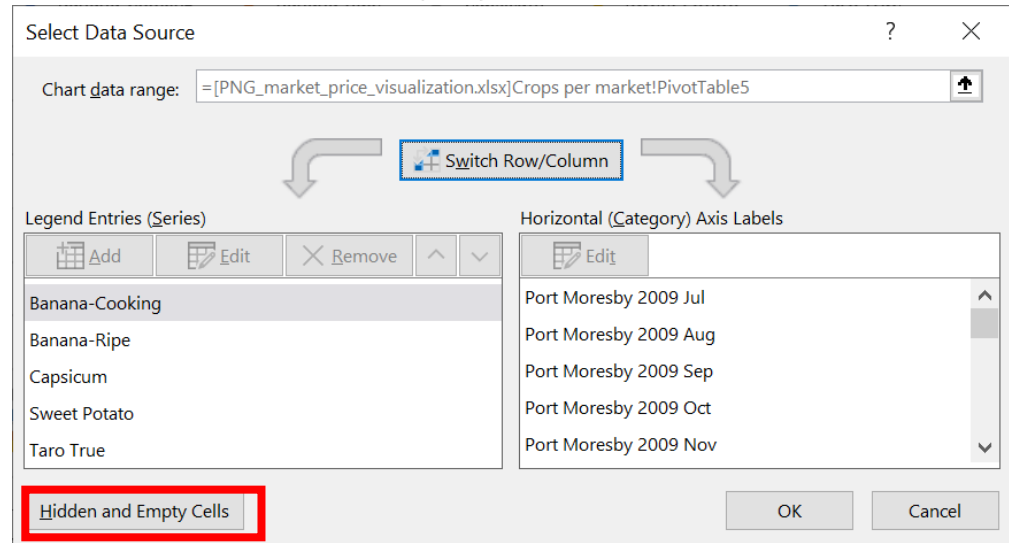 Select Data Source ?
Chart data range: =[PNG_market_price_visualization.xlsx]Crops per market!PivotTable5
Switch Row/Column
Legend Entries (Series)
Add Edit Remove
Banana-Cooking
Banana-Ripe
Capsicum
Sweet Potato
Taro True
Horizontal (Category) Axis Labels
Edit
Port Moresby 2009 Jul
Port Moresby 2009 Aug
Port Moresby 2009 Sep
Port Moresby 2009 Oct
Port Moresby 2009 Nov
Hidden and Empty Cells
OK Cancel